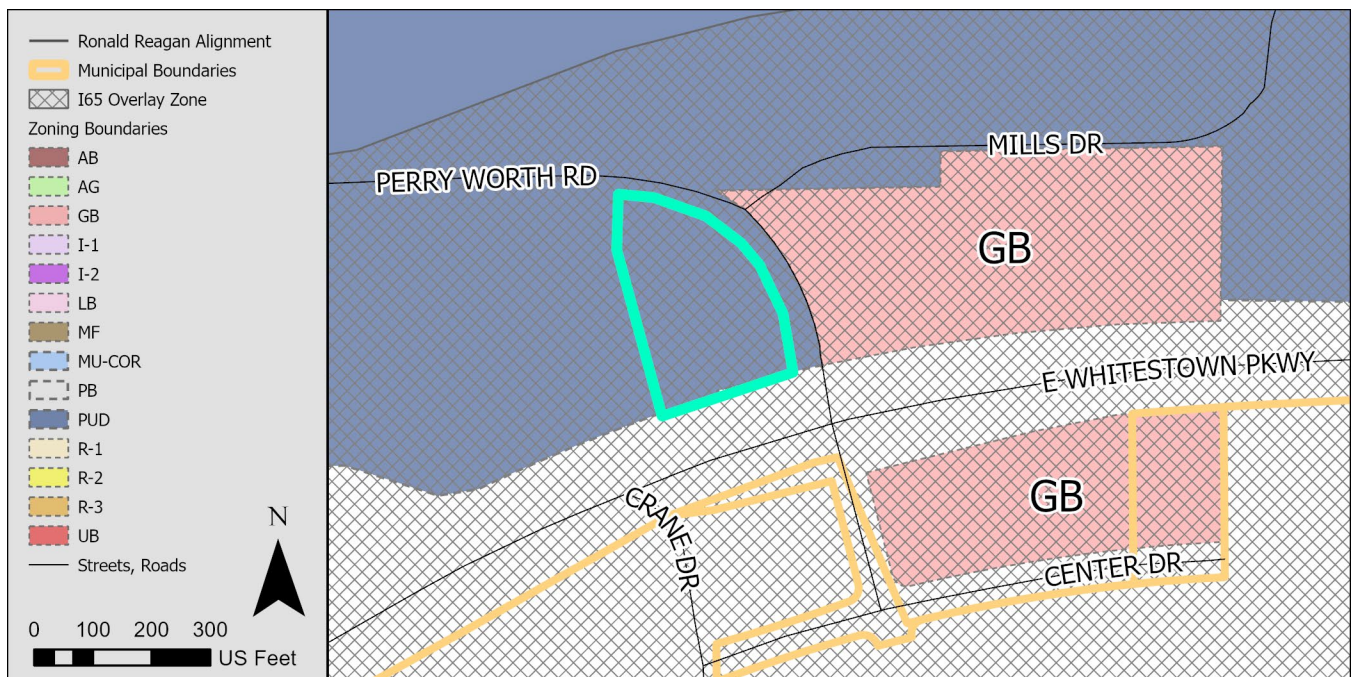 Ronald Reagan Alignment
Municipal Boundaries
I65 Overlay Zone
Zoning Boundaries
AB
AG
GB
I-1
I-2
LB
MF
MU-COR
PB
PUD
R-1
R-2
R-3
UB
Streets, Roads
N
0 100 200 300
US Feet
PERRY WORTH RD
MILLS DR
GB
E WHITESTOWN PKWY
GB
CRANE DR
CENTER DR